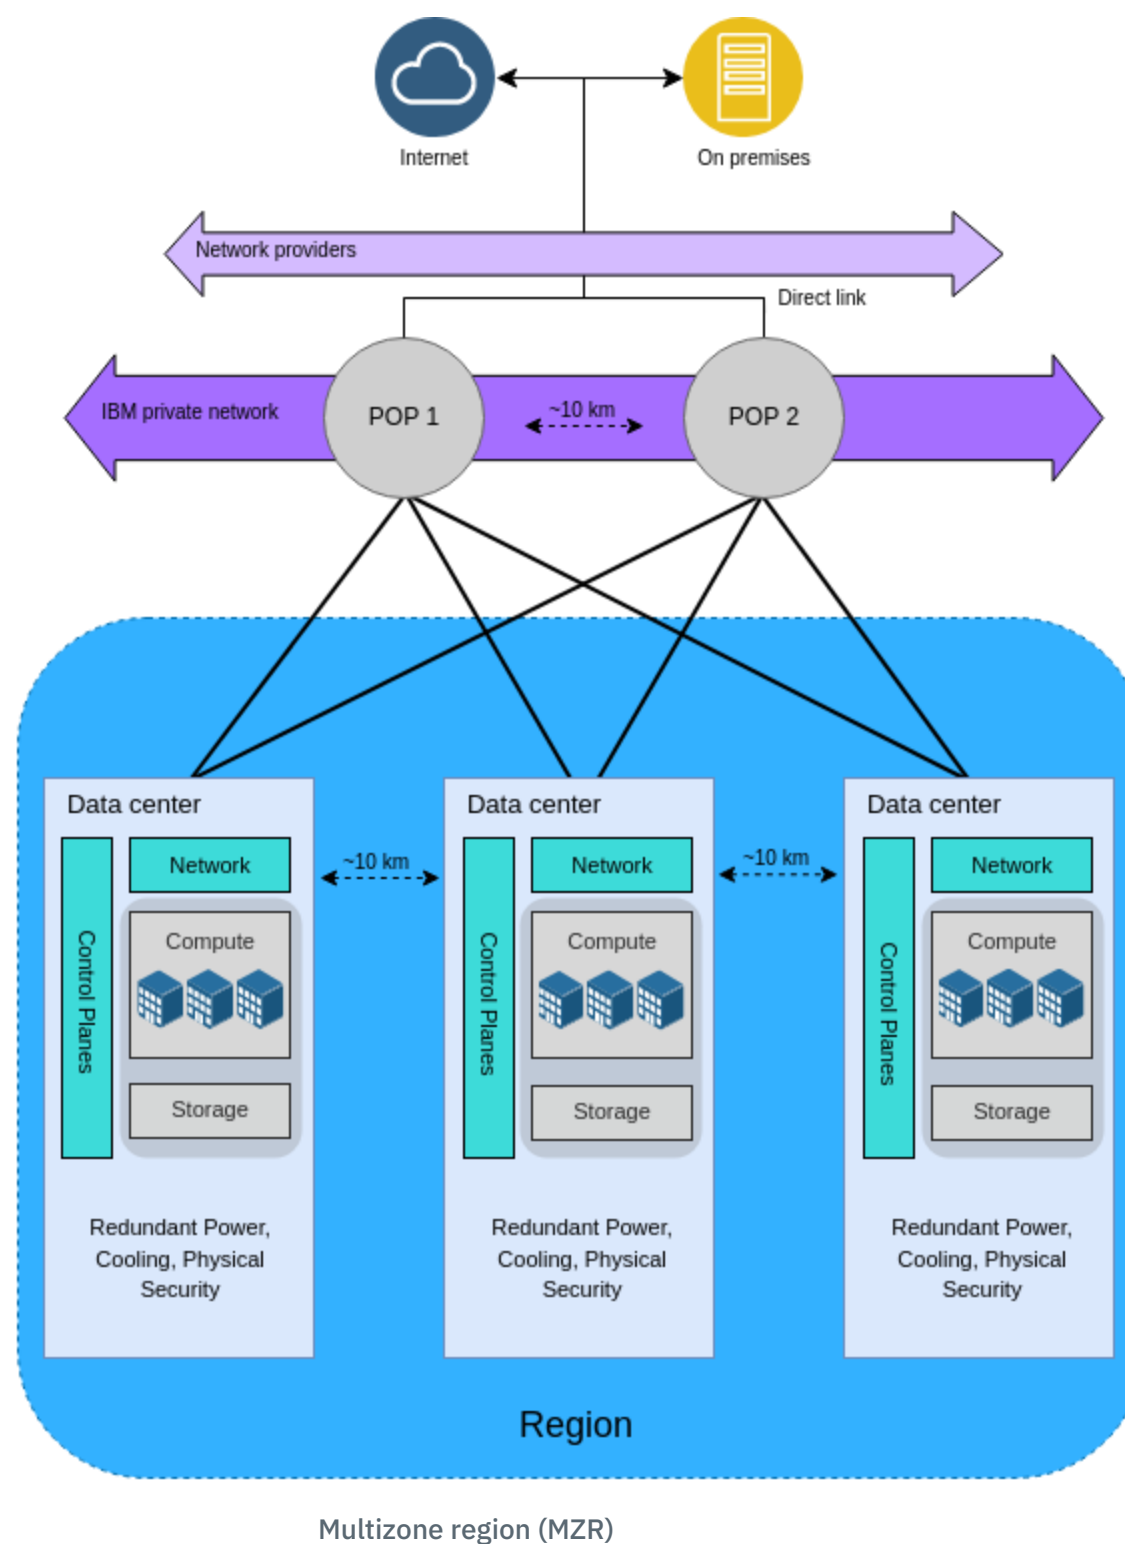 Internet
On premises
Network providers
Direct link
IBM private network
POP 1
~10 km
POP 2
Data center
Network
Control Planes
Compute
Storage
Redundant Power,
Cooling, Physical
Security
~10 km
Data center
Network
Control Planes
Compute
Storage
Redundant Power,
Cooling, Physical
Security
~10 km
Data center
Network
Control Planes
Compute
Storage
Redundant Power,
Cooling, Physical
Security
Region
Multizone region (MZR)